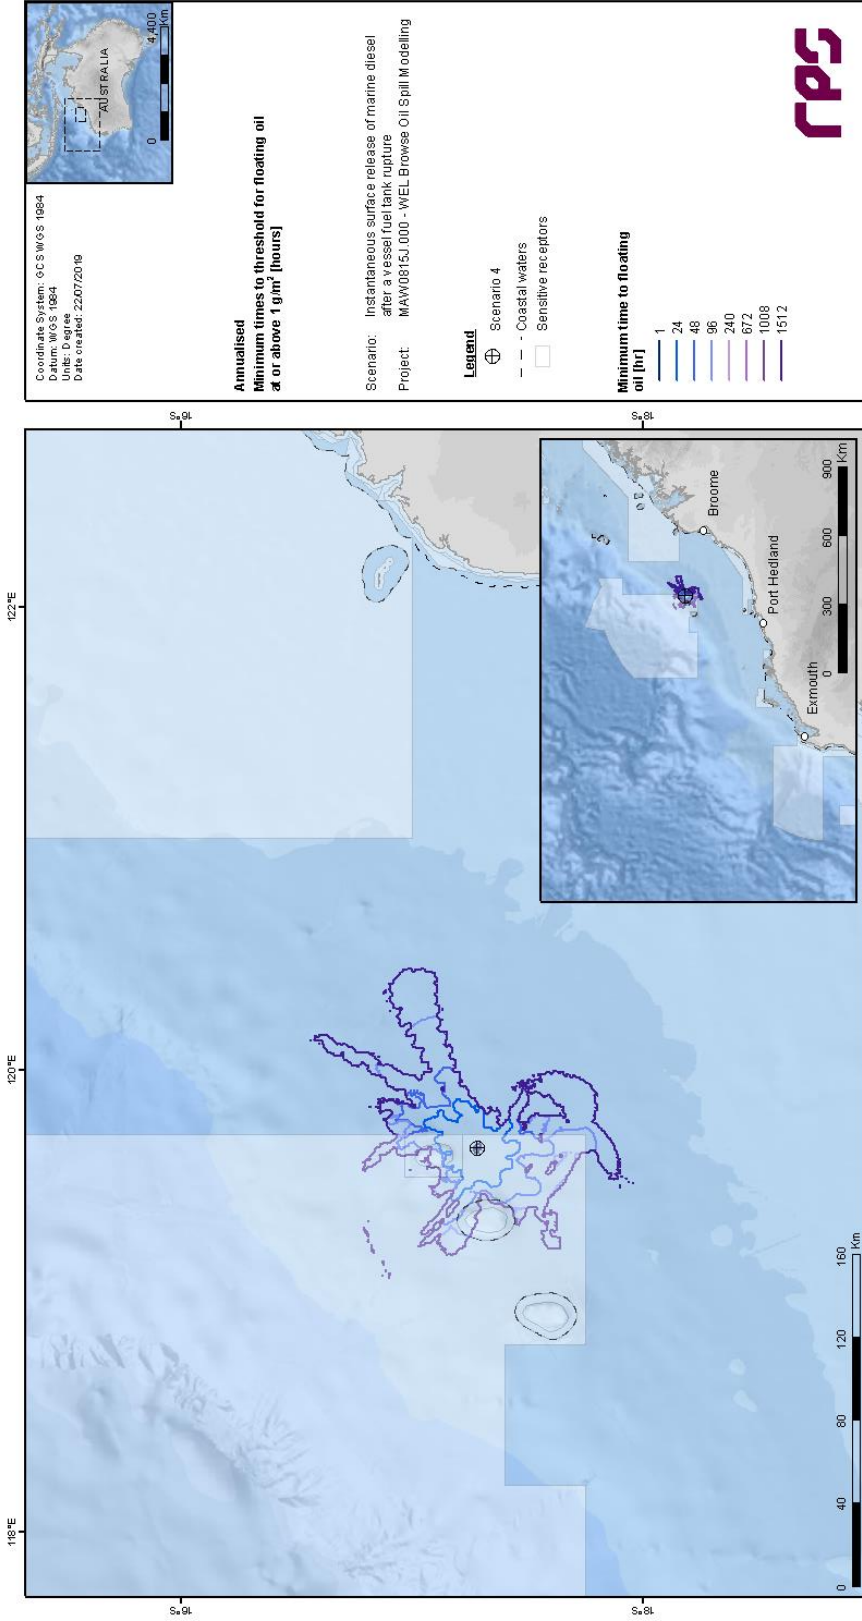 118°E
120°E
122°E
16°S
16°S
18°S
18°S
0 40 80 120 160 Km
Broome
Port Hedland
Exmouth
0 300 600 900 Km
Coordinate System: GCS WGS 1984
Datum: WGS 1984
Units: Degree
Date created: 22/07/2019
AUSTRALIA
0 4,400 Km
Annualised
Minimum times to threshold for floating oil
at or above 1 g/m² [hours]
Scenario: Instantaneous surface release of marine diesel
after a vessel fuel tank rupture
Project: MAW0815J.000 - WEL Browse Oil Spill Modelling
Legend
Scenario 4
Coastal waters
Sensitive receptors
Minimum time to floating
oil [hr]
1
24
48
96
240
672
1008
1512
rps